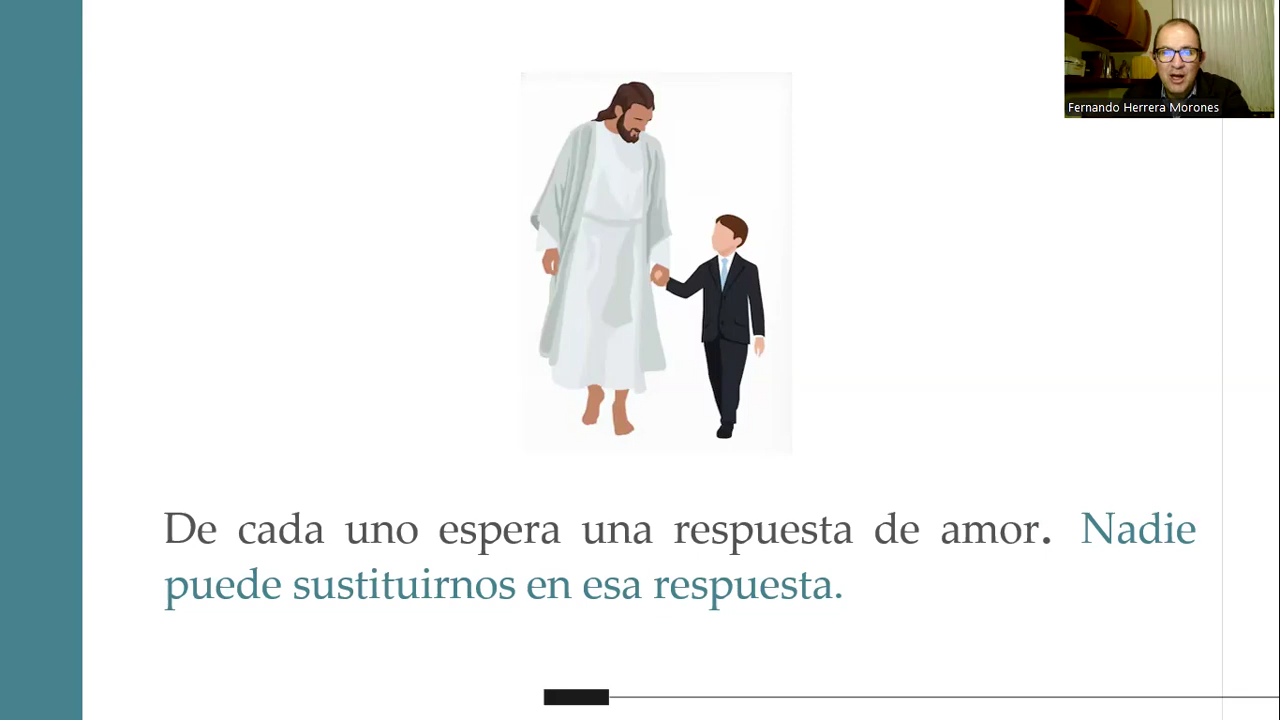 Fernando Herrera Morones
De cada uno espera una respuesta de amor. Nadie
puede sustituirnos en esa respuesta.